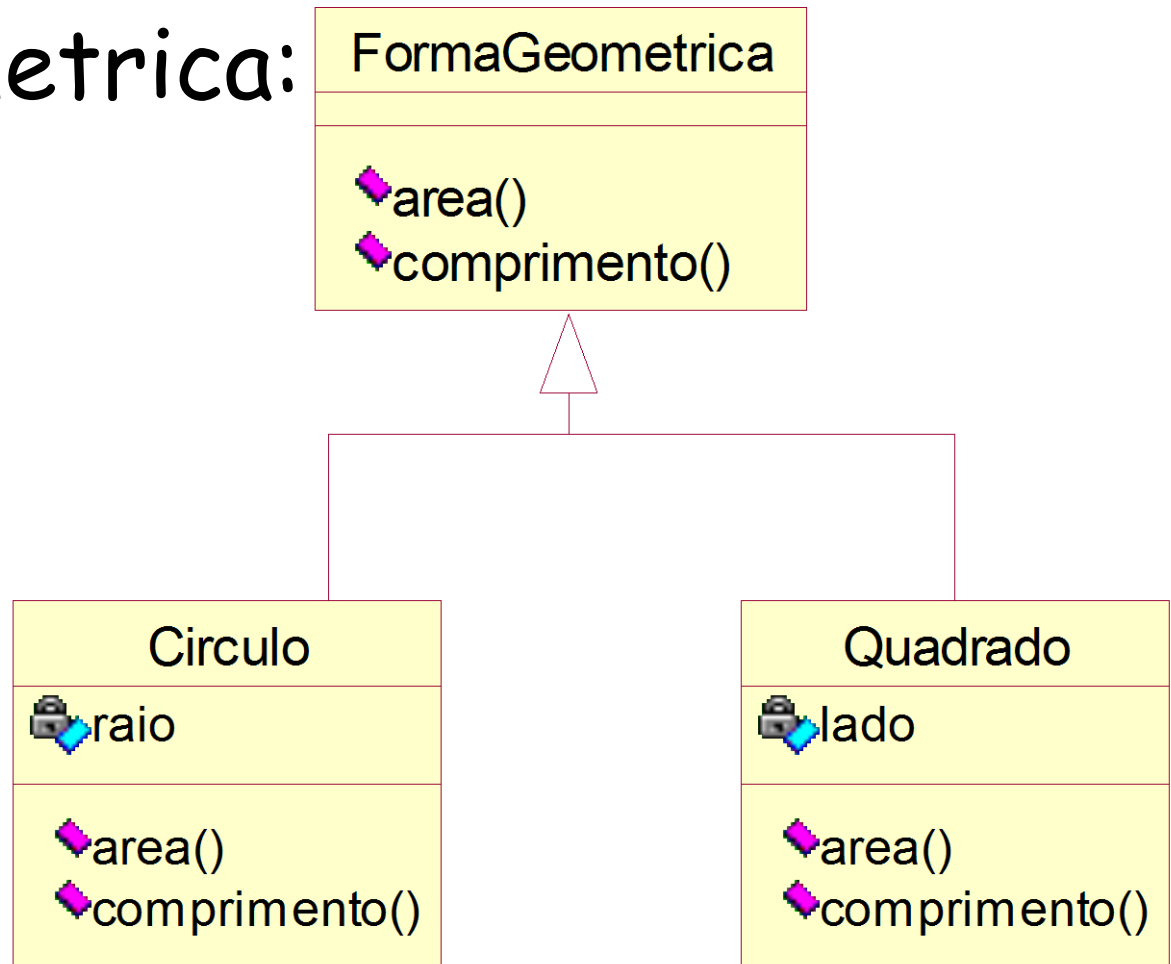 etrica:
FormaGeometrica
area()
comprimento()
Circulo
raio
area()
comprimento()
Quadrado
lado
area()
comprimento()